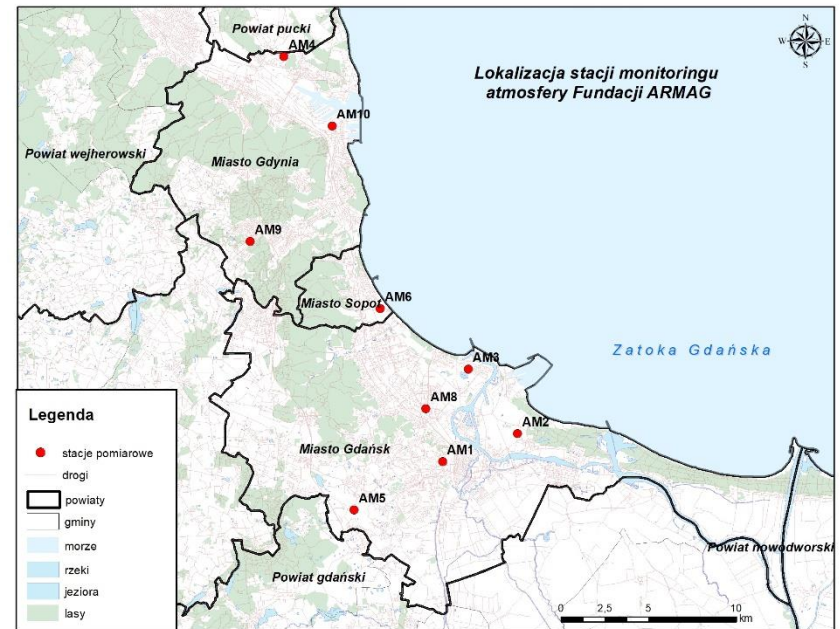 Powiat pucki
AM4
N
W E
S
Lokalizacja stacji monitoringu
atmosfery Fundacji ARMAG
AM10
Powiat wejherowski
Miasto Gdynia
AM9
Miasto Sopot
AM6
Zatoka Gdańska
AM3
AM8
AM2
Miasto Gdańsk
AM1
AM5
Powiat nowodworski
Powiat gdański
Legenda
stacje pomiarowe
drogi
powiaty
gminy
morze
rzeki
jeziora
lasy
0 2,5 5 10
km